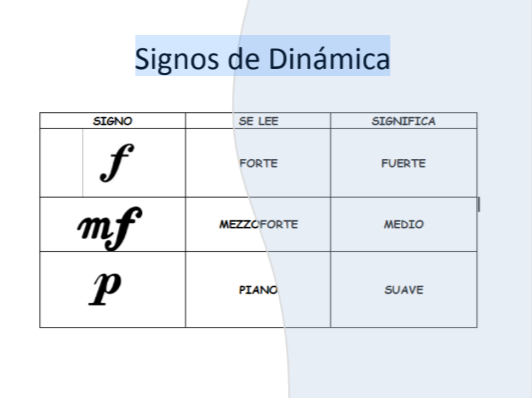 Signos de Dinámica
SIGNO SE LEE SIGNIFICA
f FORTE FUERTE
mf MEZZOFORTE MEDIO
p PIANO SUAVE